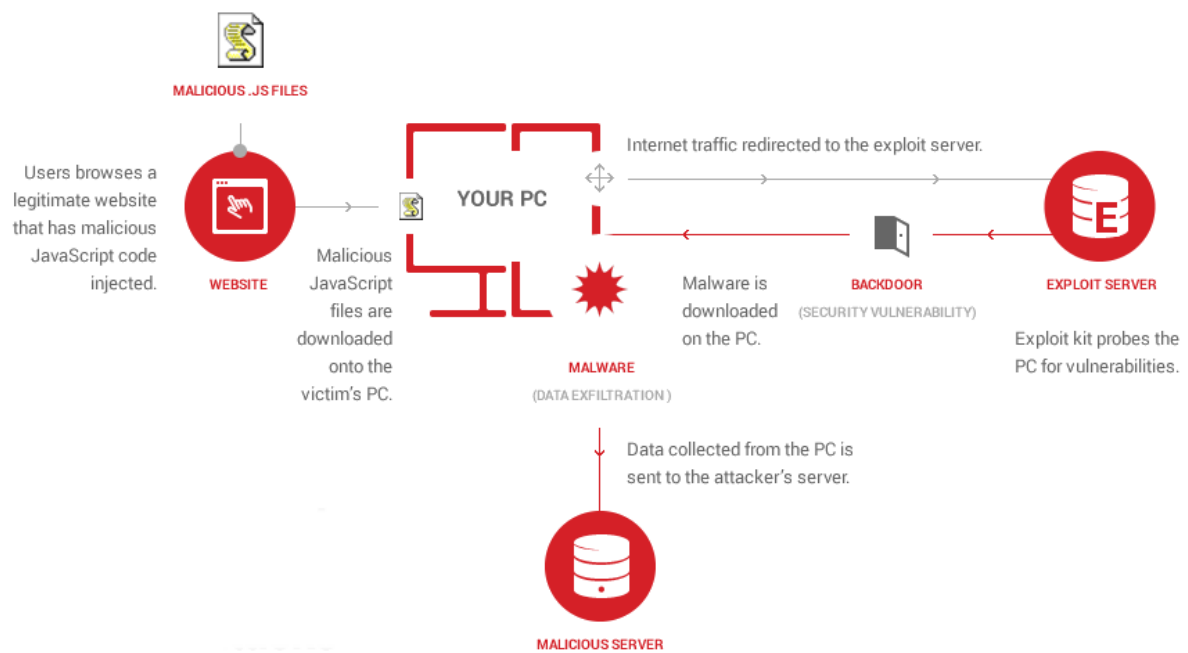 MALICIOUS .JS FILES
Users browses a
legitimate website
that has malicious
JavaScript code
injected.
WEBSITE
Malicious
JavaScript
files are
downloaded
onto the
victim's PC.
YOUR PC
Internet traffic redirected to the exploit server.
E
EXPLOIT SERVER
Exploit kit probes the
PC for vulnerabilities.
BACKDOOR
(SECURITY VULNERABILITY)
Malware is
downloaded
on the PC.
MALWARE
(DATA EXFILTRATION )
Data collected from the PC is
sent to the attacker's server.
MALICIOUS SERVER